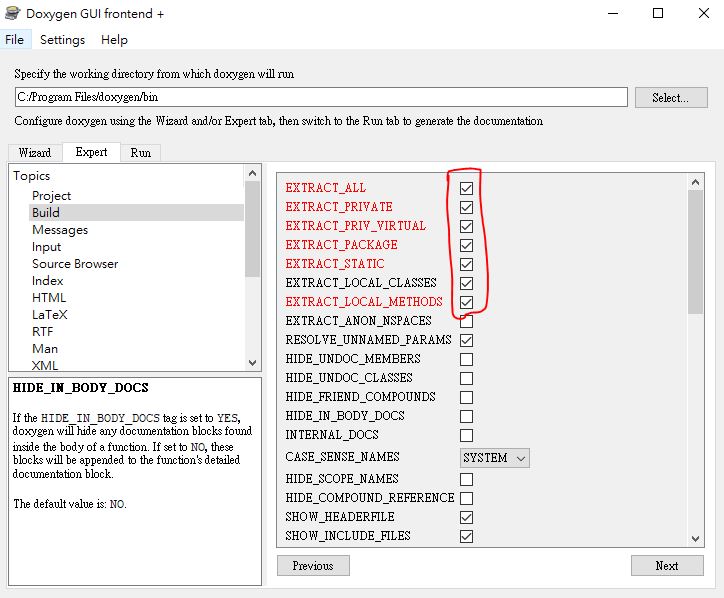 Doxygen GUI frontend +
File Settings Help
Specify the working directory from which doxygen will run
C:/Program Files/doxygen/bin
Select...
Configure doxygen using the Wizard and/or Expert tab, then switch to the Run tab to generate the documentation
Wizard Expert Run
Topics
Project
Build
Messages
Input
Source Browser
Index
HTML
LaTeX
RTF
Man
XML
HIDE_IN_BODY_DOCS
If the HIDE_IN_BODY_DOCS tag is set to YES,
doxygen will hide any documentation blocks found
inside the body of a function. If set to NO, these
blocks will be appended to the function's detailed
documentation block.
The default value is: NO.
EXTRACT_ALL
EXTRACT_PRIVATE
EXTRACT_PRIV_VIRTUAL
EXTRACT_PACKAGE
EXTRACT_STATIC
EXTRACT_LOCAL_CLASSES
EXTRACT_LOCAL_METHODS
EXTRACT_ANON_NSPACES
RESOLVE_UNNAMED_PARAMS
HIDE_UNDOC_MEMBERS
HIDE_UNDOC_CLASSES
HIDE_FRIEND_COMPOUNDS
HIDE_IN_BODY_DOCS
INTERNAL_DOCS
CASE_SENSE_NAMES SYSTEM
HIDE_SCOPE_NAMES
HIDE_COMPOUND_REFERENCE
SHOW_HEADERFILE
SHOW_INCLUDE_FILES
Previous Next